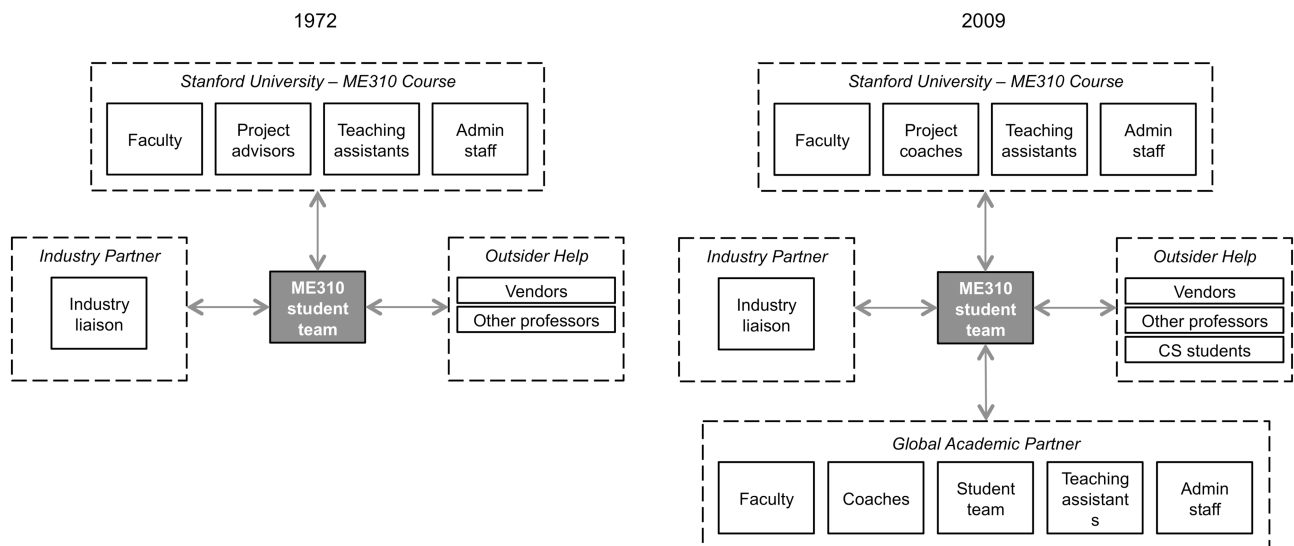 1972
Stanford University – ME310 Course
Faculty
Project
advisors
Teaching
assistants
Admin
staff
Industry Partner
Industry
liaison
ME310
student
team
Outsider Help
Vendors
Other professors
2009
Stanford University – ME310 Course
Faculty
Project
coaches
Teaching
assistants
Admin
staff
Industry Partner
Industry
liaison
ME310
student
team
Outsider Help
Vendors
Other professors
CS students
Global Academic Partner
Faculty
Coaches
Student
team
Teaching
assistant
s
Admin
staff